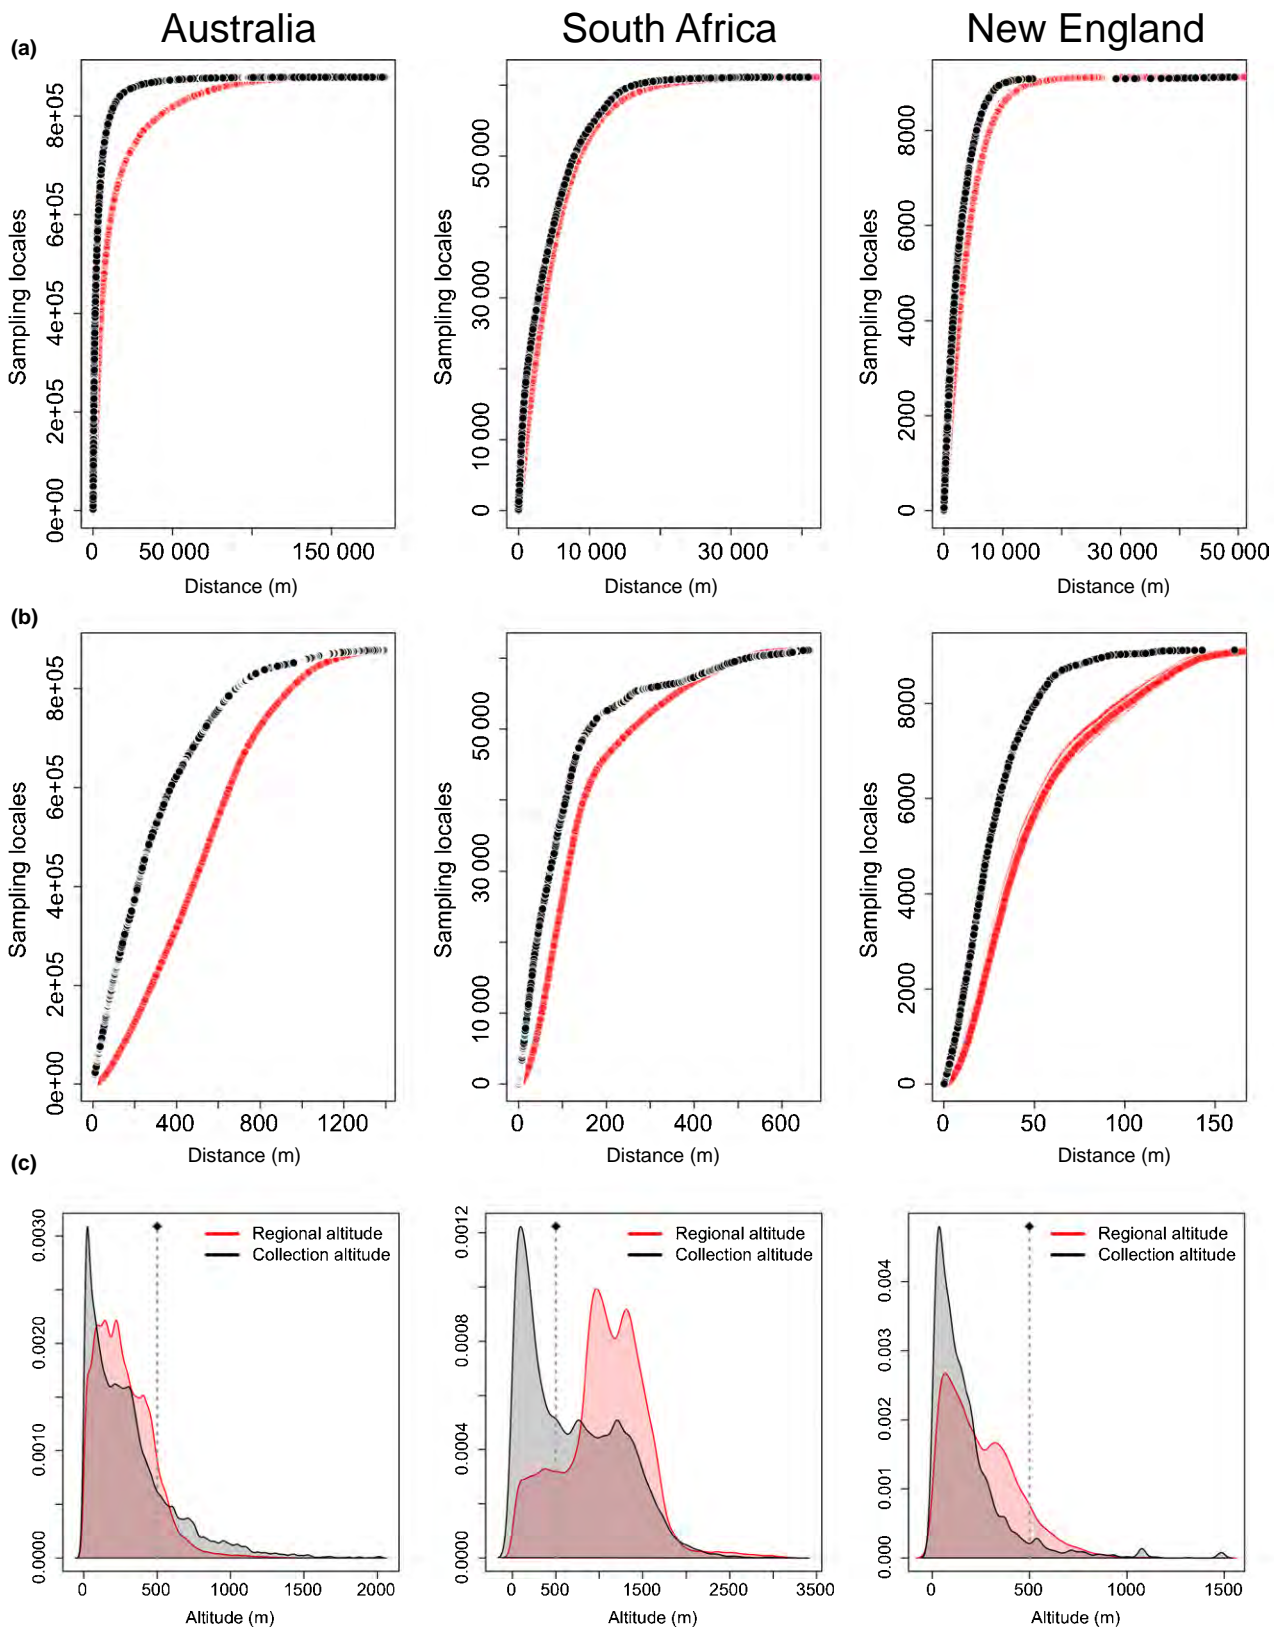 Australia South Africa New England
(a)
Sampling locales Sampling locales Sampling locales
0e+00 2e+05 4e+05 6e+05 8e+05
0 10 000 30 000 50 000
0 2000 4000 6000 8000
0 50 000 150 000 0 10 000 30 000 0 10 000 30 000 50 000
Distance (m) Distance (m) Distance (m)
(b)
Sampling locales Sampling locales Sampling locales
0e+00 2e+05 4e+05 6e+05 8e+05
0 10 000 30 000 50 000
0 2000 4000 6000 8000
0 400 800 1200 0 200 400 600 0 50 100 150
Distance (m) Distance (m) Distance (m)
(c)
Regional altitude Regional altitude Regional altitude
Collection altitude Collection altitude Collection altitude
0.0000 0.0010 0.0020 0.0030
0.0000 0.0004 0.0008 0.0012
0.000 0.001 0.002 0.003 0.004
0 500 1000 1500 2000 0 500 1500 2500 3500 0 500 1000 1500
Altitude (m) Altitude (m) Altitude (m)